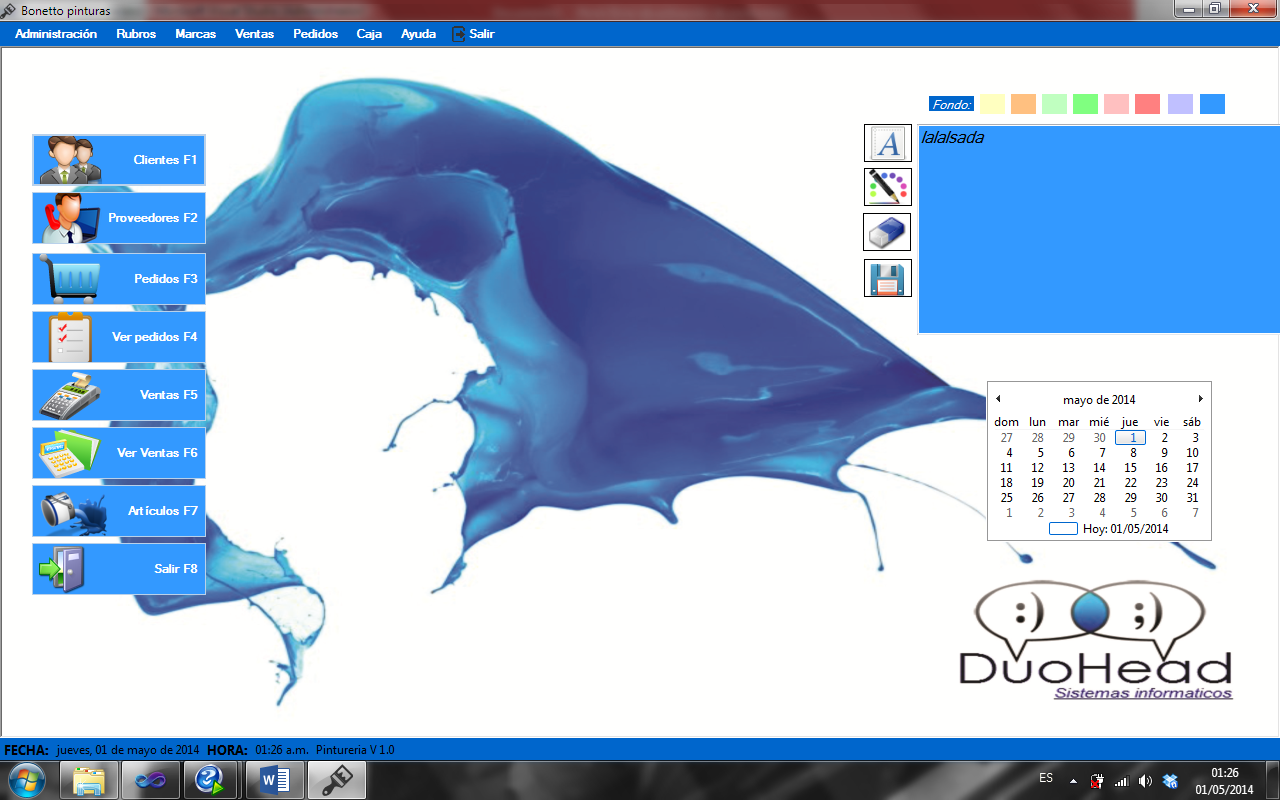 Bonetto pinturas
Administración Rubros Marcas Ventas Pedidos Caja Ayuda Salir
Fondo:
lalalsada
A
Clientes F1
Proveedores F2
Pedidos F3
Ver pedidos F4
Ventas F5
Ver Ventas F6
Artículos F7
Salir F8
mayo de 2014
dom lun mar mié jue vie sáb
27 28 29 30 1 2 3
4 5 6 7 8 9 10
11 12 13 14 15 16 17
18 19 20 21 22 23 24
25 26 27 28 29 30 31
1 2 3 4 5 6 7
Hoy: 01/05/2014
:) ;)
DuoHead
Sistemas informaticos
FECHA: jueves, 01 de mayo de 2014 HORA: 01:26 a.m. Pintureria V 1.0
ES
01:26
01/05/2014